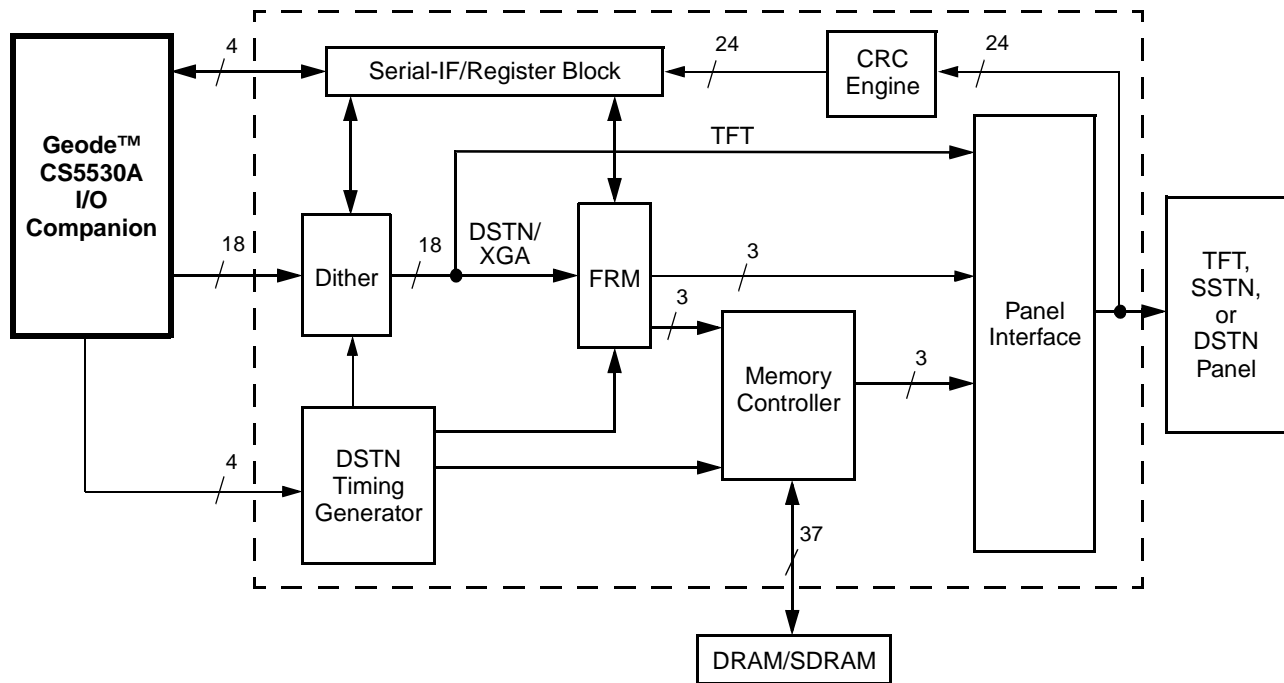 4
Serial-IF/Register Block
24
CRC
Engine
24
Geode™
CS5530A
I/O
Companion
TFT
18
Dither
18
DSTN/
XGA
FRM
3
3
Memory
Controller
3
Panel
Interface
TFT,
SSTN,
or
DSTN
Panel
4
DSTN
Timing
Generator
37
DRAM/SDRAM